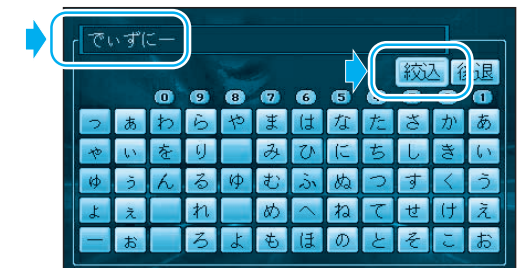 でぃずにー
絞込 後退
0 9 8 7 6 5 1
っ ぁ わ ら や ま は な た さ か あ
ゃ ぃ を り み ひ に ち し き い
ゅ ぅ ん る ゆ む ふ ぬ つ す く う
ょ ぇ れ め へ ね て せ け え
ー ぉ ろ よ も ほ の と そ こ お